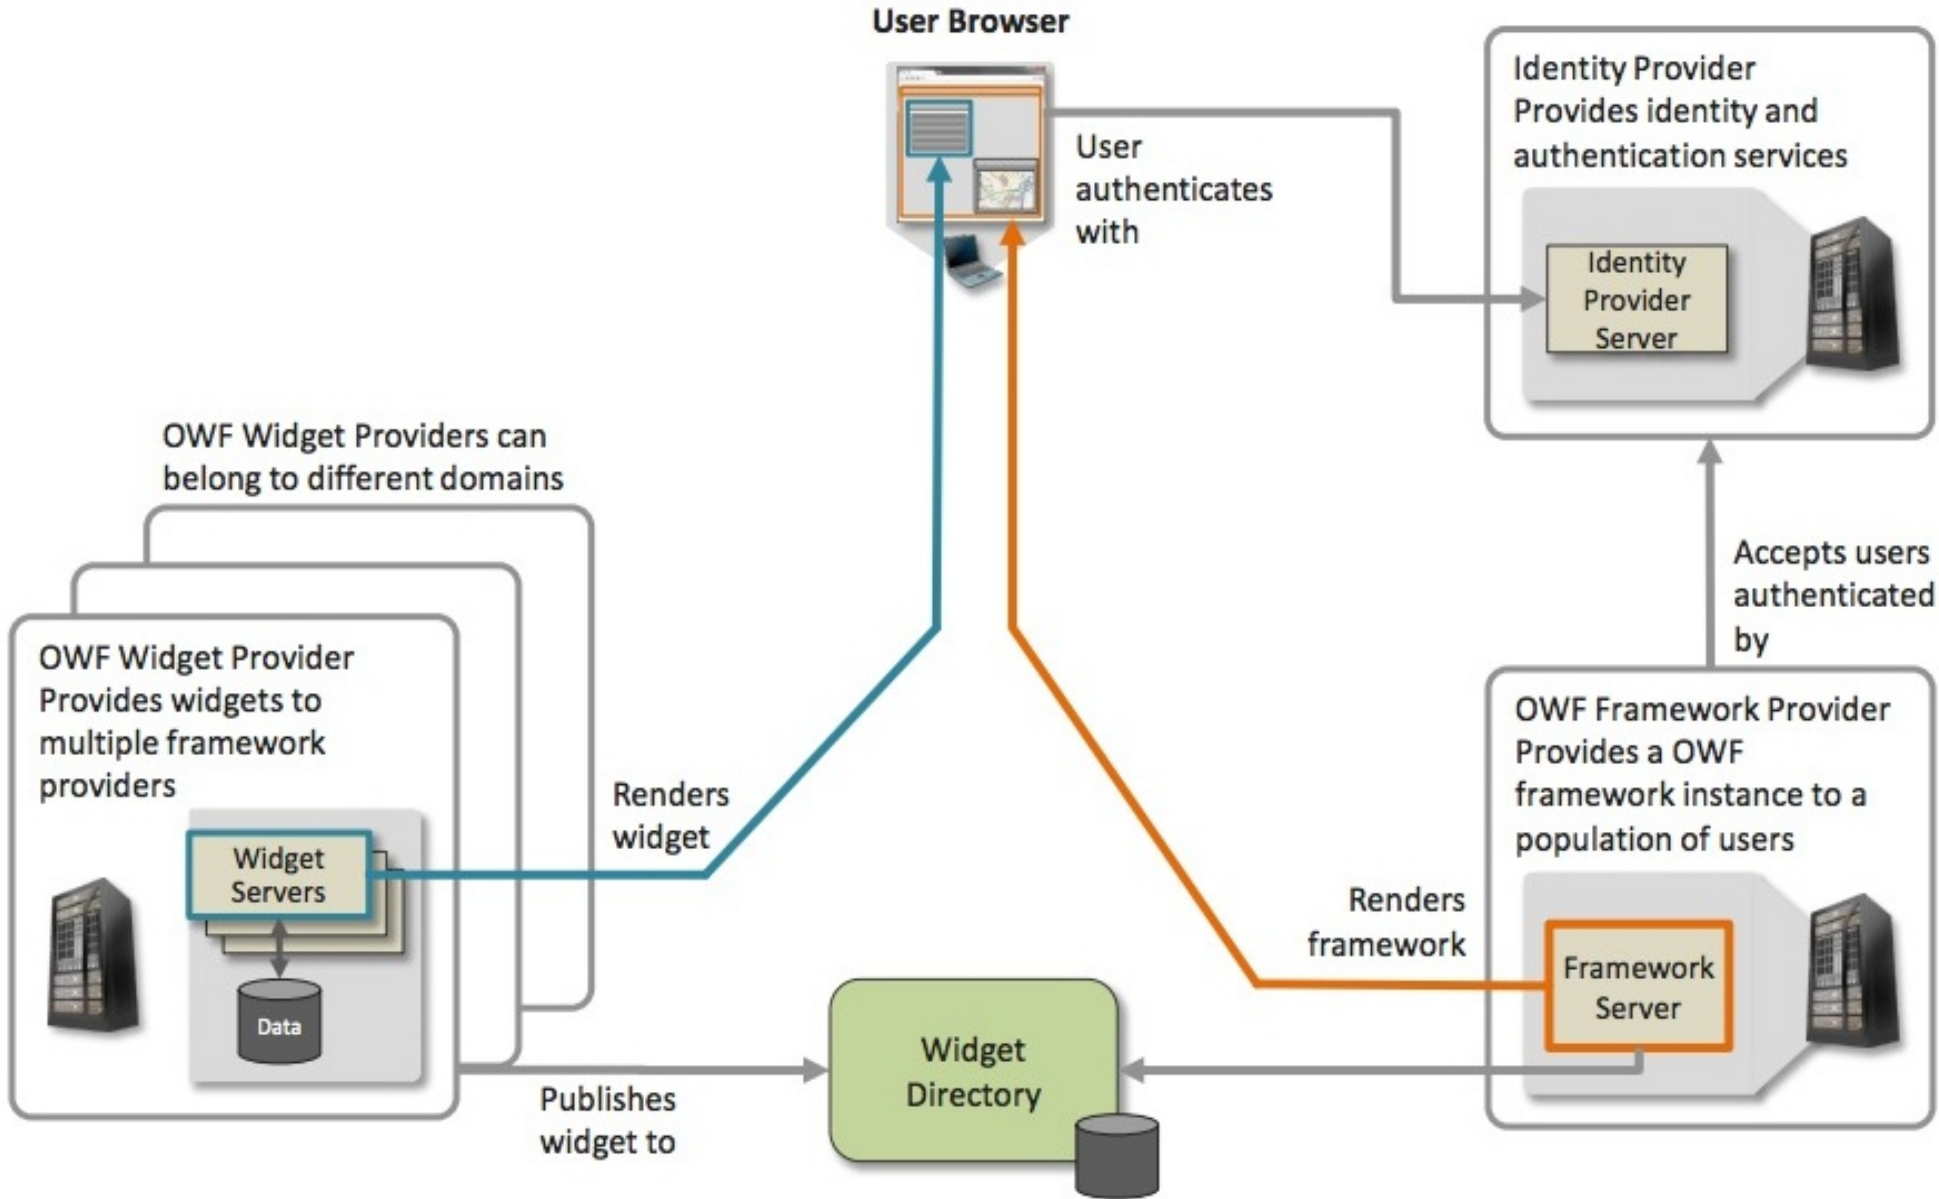 User Browser
User
authenticates
with
Identity Provider
Provides identity and
authentication services
Identity
Provider
Server
OWF Widget Providers can
belong to different domains
OWF Widget Provider
Provides widgets to
multiple framework
providers
Widget
Servers
Data
Renders
widget
Accepts users
authenticated
by
OWF Framework Provider
Provides a OWF
framework instance to a
population of users
Renders
framework
Framework
Server
Widget
Directory
Publishes
widget to